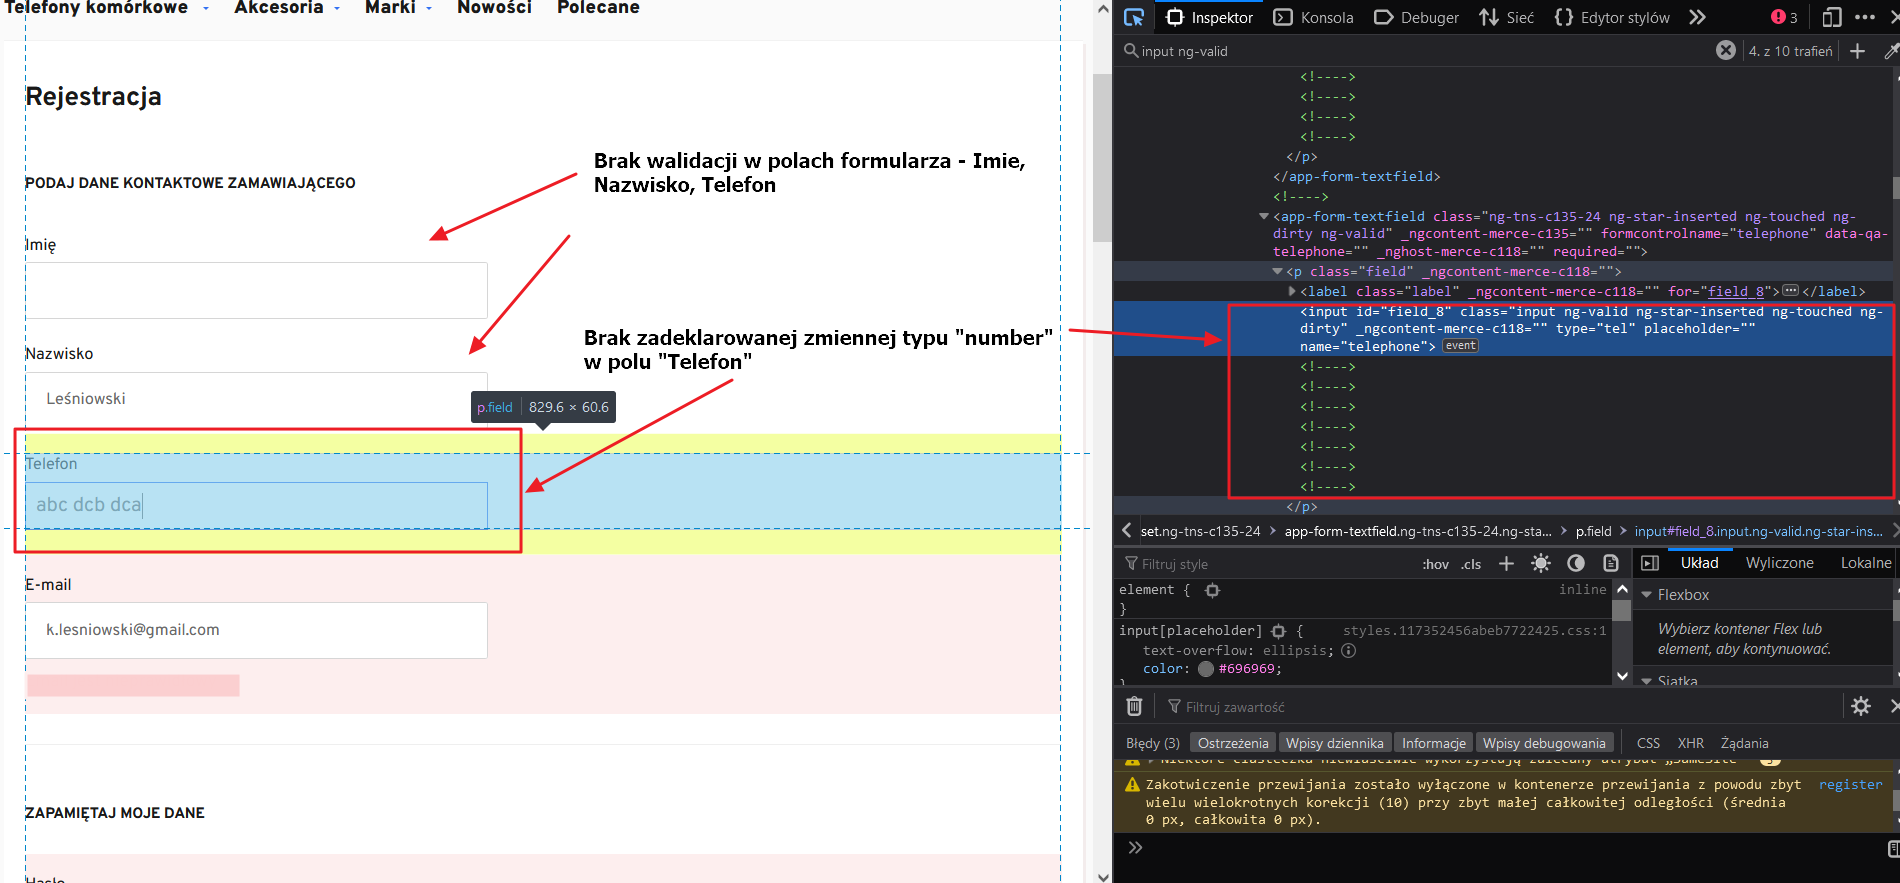 Telefony komórkowe Akcesoria Marki Nowości Polecane
Rejestracja
PODAJ DANE KONTAKTOWE ZAMAWIAJĄCEGO
Brak walidacji w polach formularza - Imie,
Nazwisko, Telefon
Imię
Nazwisko
Leśniowski
Brak zadeklarowanej zmiennej typu "number"
w polu "Telefon"
p.field 829.6 × 60.6
Telefon
abc dcb dca
E-mail
k.lesniowski@gmail.com
ZAPAMIĘTAJ MOJE DANE
Hasło
Inspektor Konsola Debuger Sieć Edytor stylów 3
input ng-valid 4. z 10 trafień
<!---->
<!---->
<!---->
<!---->
</p>
</app-form-textfield>
<!---->
<app-form-textfield class="ng-tns-c135-24 ng-star-inserted ng-touched ng-
dirty ng-valid" _ngcontent-merce-c135="" formcontrolname="telephone" data-qa-
telephone="" _nghost-merce-c118="" required="">
<p class="field" _ngcontent-merce-c118="">
<label class="label" _ngcontent-merce-c118="" for="field_8">⋯</label>
<input id="field_8" class="input ng-valid ng-star-inserted ng-touched ng-
dirty" _ngcontent-merce-c118="" type="tel" placeholder=""
name="telephone"> event
<!---->
<!---->
<!---->
<!---->
<!---->
<!---->
<!---->
</p>
set.ng-tns-c135-24 > app-form-textfield.ng-tns-c135-24.ng-sta... > p.field > input#field_8.input.ng-valid.ng-star-ins...
Filtruj style :hov .cls +
element { inline
}
input[placeholder] { styles.117352456abeb7722425.css:1
text-overflow: ellipsis;
color: #696969;
}
Układ Wyliczone Lokalne
Flexbox
Wybierz kontener Flex lub
element, aby kontynuować.
Siatka
Filtruj zawartość
Błędy (3) Ostrzeżenia Wpisy dziennika Informacje Wpisy debugowania CSS XHR Żądania
Niektóre ciasteczka niewłaściwie wykorzystują zalecany atrybut „SameSite”
Zakotwiczenie przewijania zostało wyłączone w kontenerze przewijania z powodu zbyt register
wielu wielokrotnych korekcji (10) przy zbyt małej całkowitej odległości (średnia
0 px, całkowita 0 px).